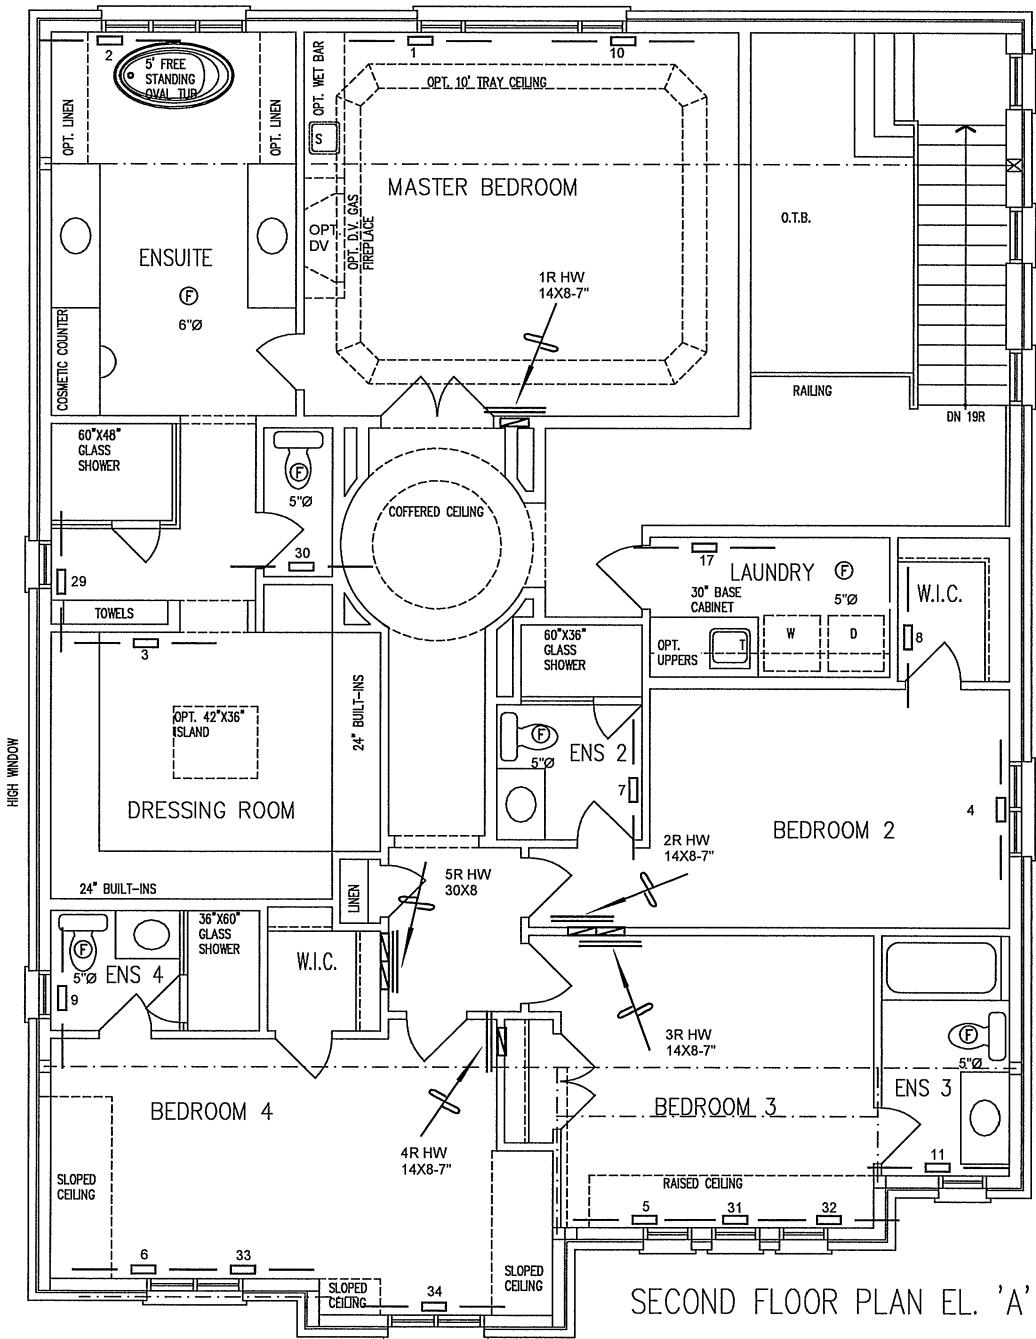 2
5' FREE
STANDING
OVAL TUB
OPT. LINEN
OPT. LINEN
OPT. WET BAR
S
1
10
OPT. 10' TRAY CEILING
MASTER BEDROOM
O.T.B.
ENSUITE
F
6"Ø
OPT.
DV
OPT. D.V. GAS
FIREPLACE
1R HW
14X8-7"
COSMETIC COUNTER
RAILING
DN 19R
60"X48"
GLASS
SHOWER
F
5"Ø
30
COFFERED CEILING
29
TOWELS
3
17
LAUNDRY
F
5"Ø
30" BASE
CABINET
W.I.C.
8
OPT.
UPPERS
T
W
D
60"X36"
GLASS
SHOWER
OPT. 42"X36"
ISLAND
24" BUILT-INS
HIGH WINDOW
DRESSING ROOM
24" BUILT-INS
F
5"Ø
ENS 2
7
4
BEDROOM 2
2R HW
14X8-7"
5R HW
30X8
LINEN
F
5"Ø
ENS 4
9
36"X60"
GLASS
SHOWER
W.I.C.
3R HW
14X8-7"
F
5"Ø
ENS 3
BEDROOM 4
BEDROOM 3
4R HW
14X8-7"
11
SLOPED
CEILING
RAISED CEILING
5
31
32
6
33
SLOPED
CEILING
34
SLOPED
CEILING
SECOND FLOOR PLAN EL. 'A'